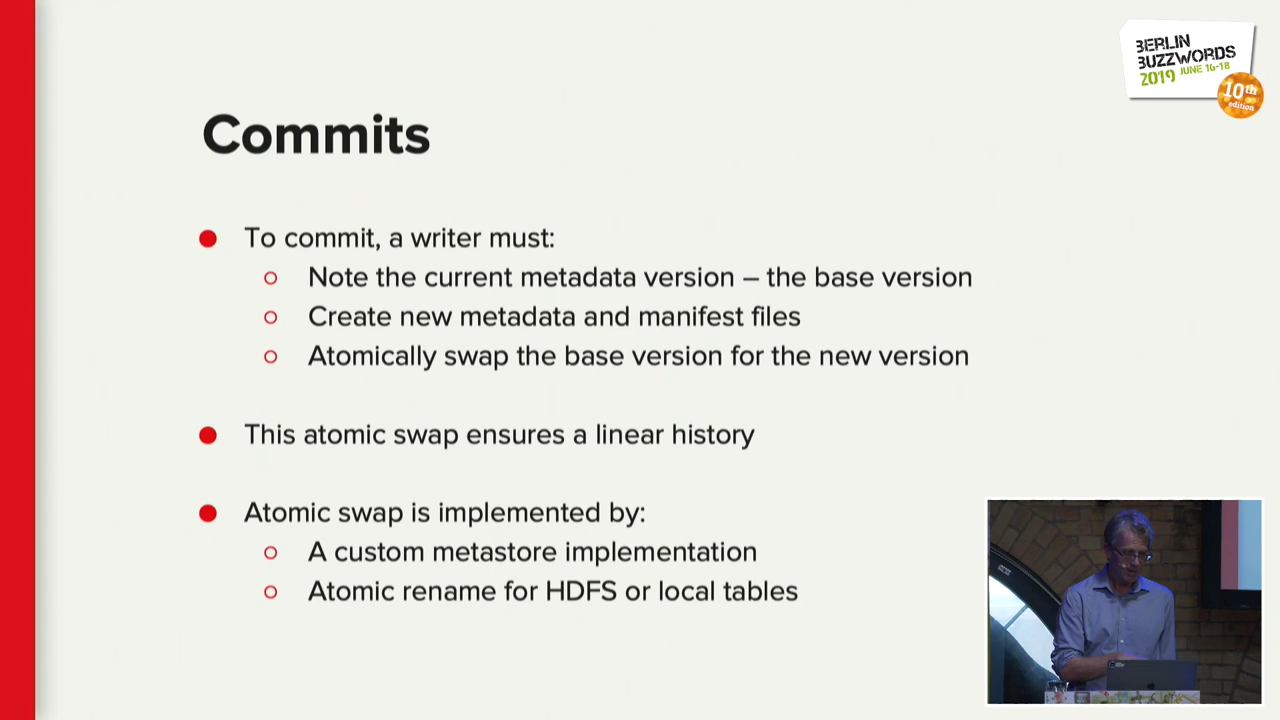 BERLIN
BUZZWORDS
2019 JUNE 16-18
10th
edition
Commits
To commit, a writer must:
Note the current metadata version – the base version
Create new metadata and manifest files
Atomically swap the base version for the new version
This atomic swap ensures a linear history
Atomic swap is implemented by:
A custom metastore implementation
Atomic rename for HDFS or local tables